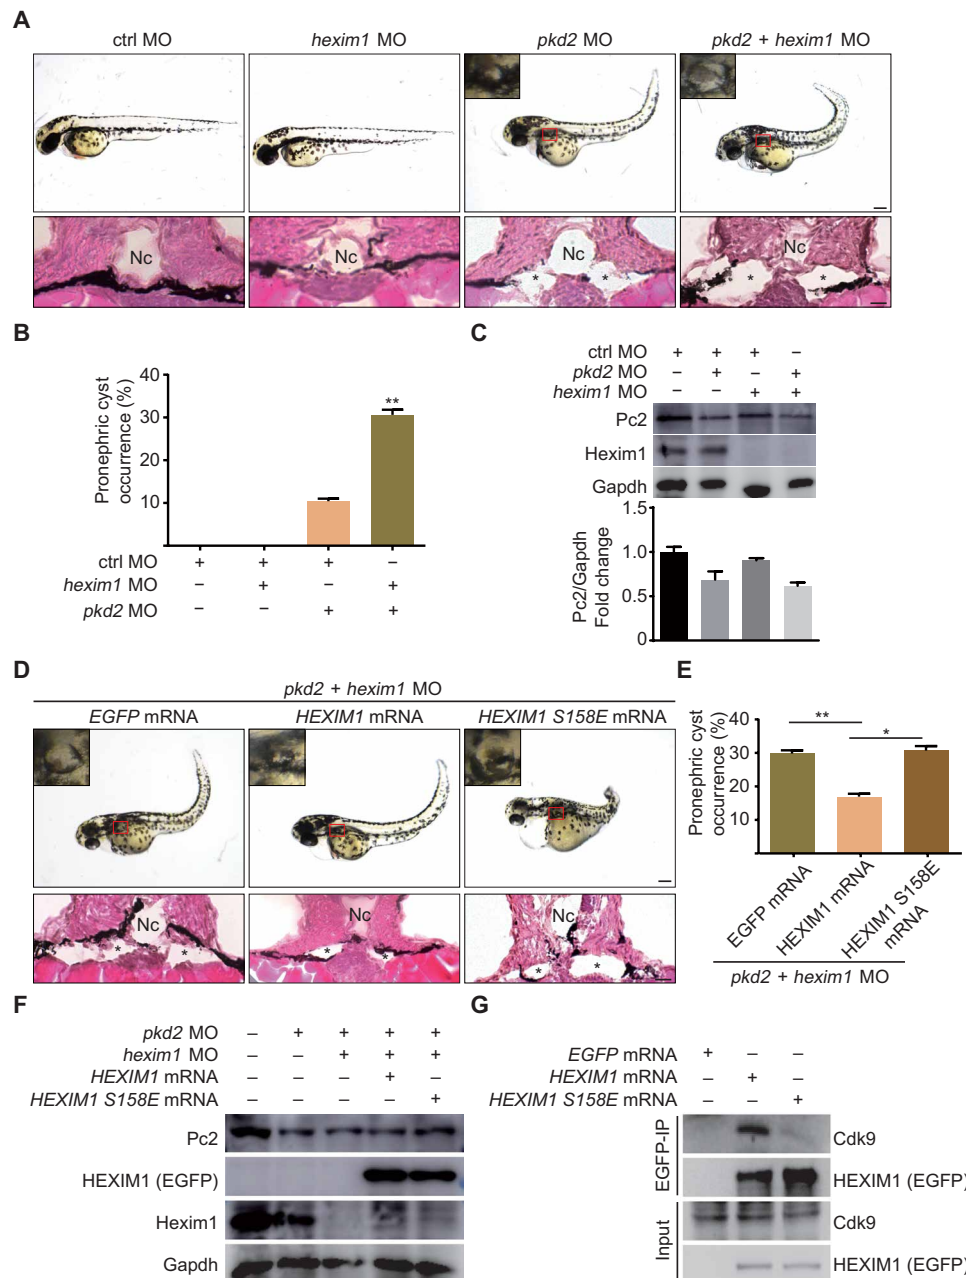 A
ctrl MO hexim1 MO pkd2 MO pkd2 + hexim1 MO
Nc Nc Nc * * Nc * *
B
Pronephric cyst
occurrence (%)
40
30
20
10
**
ctrl MO + + + –
hexim1 MO – + – +
pkd2 MO – – + +
C
ctrl MO + + + –
pkd2 MO – + – +
hexim1 MO – – + +
Pc2
Hexim1
Gapdh
Pc2/Gapdh
Fold change
1.5
1.0
0.5
0
D
pkd2 + hexim1 MO
EGFP mRNA HEXIM1 mRNA HEXIM1 S158E mRNA
Nc * * Nc * * Nc * *
E
Pronephric cyst
occurrence (%)
40
30
20
10
** *
EGFP mRNA
HEXIM1 mRNA
HEXIM1 S158E
mRNA
pkd2 + hexim1 MO
F
pkd2 MO – + + + +
hexim1 MO – – + + +
HEXIM1 mRNA – – – + –
HEXIM1 S158E mRNA – – – – +
Pc2
HEXIM1 (EGFP)
Hexim1
Gapdh
G
EGFP mRNA + – –
HEXIM1 mRNA – + –
HEXIM1 S158E mRNA – – +
EGFP-IP
Cdk9
HEXIM1 (EGFP)
Input
Cdk9
HEXIM1 (EGFP)